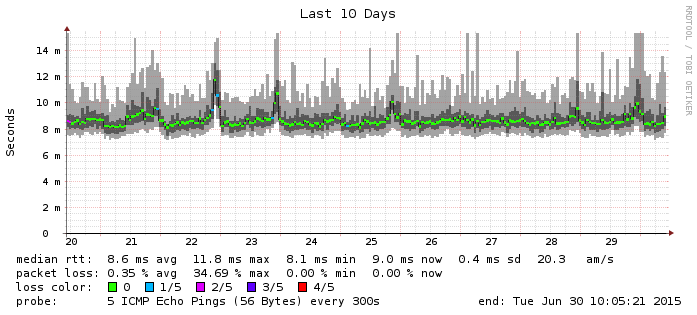 Last 10 Days
RRDTOOL / TOBI OETIKER
Seconds
14 m
12 m
10 m
8 m
6 m
4 m
2 m
0
20 21 22 23 24 25 26 27 28 29
median rtt: 8.6 ms avg 11.8 ms max 8.1 ms min 9.0 ms now 0.4 ms sd 20.3 am/s
packet loss: 0.35 % avg 34.69 % max 0.00 % min 0.00 % now
loss color: 0 1/5 2/5 3/5 4/5
probe: 5 ICMP Echo Pings (56 Bytes) every 300s end: Tue Jun 30 10:05:21 2015